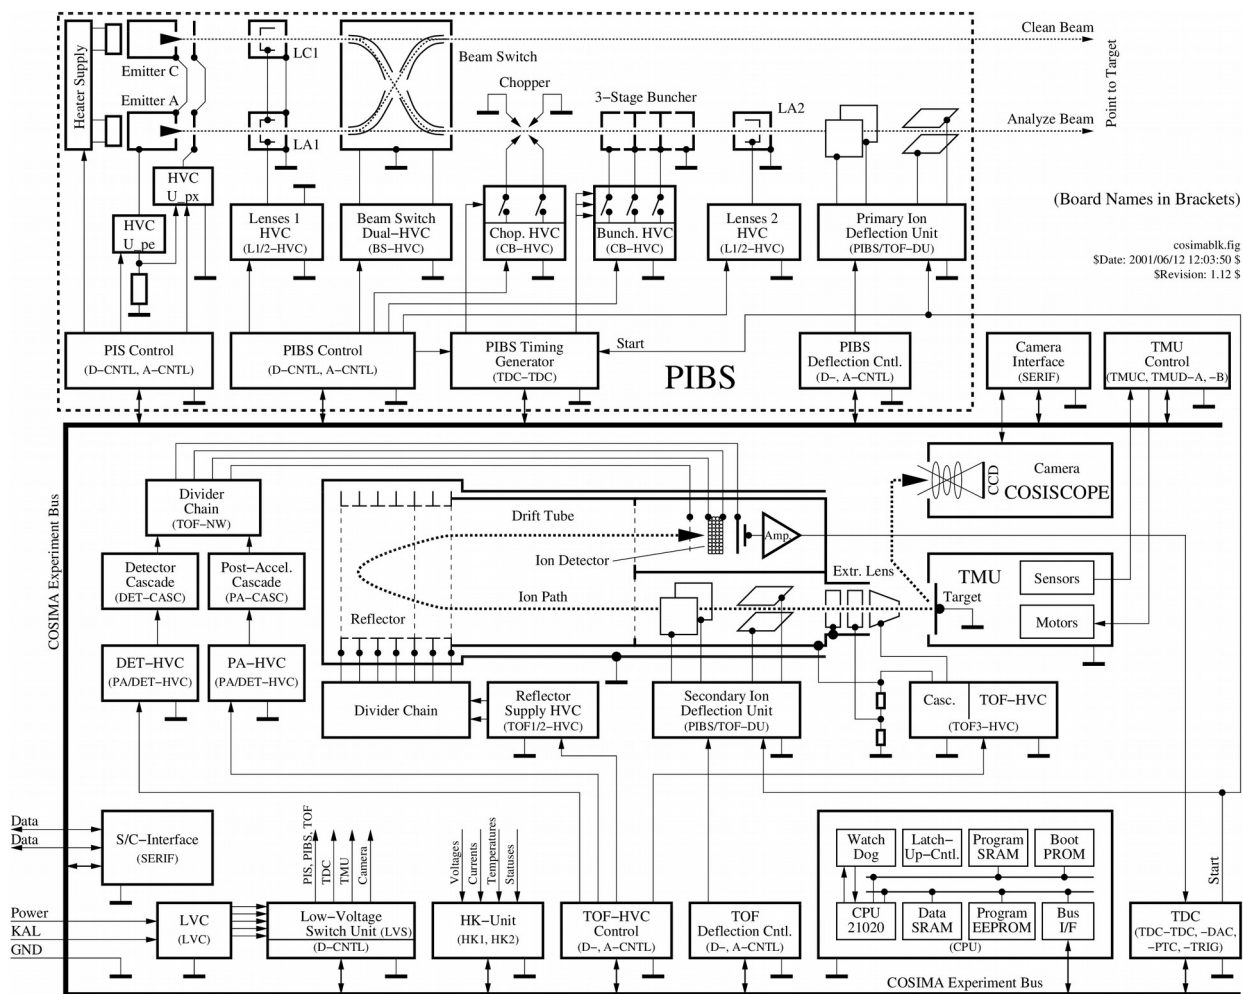 Heater Supply
Emitter C
Emitter A
LC1
LA1
Beam Switch
Chopper
3-Stage Buncher
LA2
Clean Beam
Analyze Beam
Point to Target
HVC
U_px
HVC
U_pe
Lenses 1
HVC
(L1/2-HVC)
Beam Switch
Dual-HVC
(BS-HVC)
Chop. HVC
(CB-HVC)
Bunch. HVC
(CB-HVC)
Lenses 2
HVC
(L1/2-HVC)
Primary Ion
Deflection Unit
(PIBS/TOF-DU)
(Board Names in Brackets)
cosimablk.fig
$Date: 2001/06/12 12:03:50 $
$Revision: 1.12 $
PIS Control
(D-CNTL, A-CNTL)
PIBS Control
(D-CNTL, A-CNTL)
PIBS Timing
Generator
(TDC-TDC)
Start
PIBS
PIBS
Deflection Cntl.
(D-, A-CNTL)
Camera
Interface
(SERIF)
TMU
Control
(TMUC, TMUD-A, -B)
COSIMA Experiment Bus
Divider
Chain
(TOF-NW)
Detector
Cascade
(DET-CASC)
Post-Accel.
Cascade
(PA-CASC)
DET-HVC
(PA/DET-HVC)
PA-HVC
(PA/DET-HVC)
Drift Tube
Ion Detector
Amp.
Ion Path
Reflector
Extr. Lens
CCD
Camera
COSISCOPE
TMU
Target
Sensors
Motors
Divider Chain
Reflector
Supply HVC
(TOF1/2-HVC)
Secondary Ion
Deflection Unit
(PIBS/TOF-DU)
Casc.
TOF-HVC
(TOF3-HVC)
Data
Data
S/C-Interface
(SERIF)
PIS, PIBS, TOF
TDC
TMU
Camera
Voltages
Currents
Temperatures
Statuses
Power
KAL
GND
LVC
(LVC)
Low-Voltage
Switch Unit (LVS)
(D-CNTL)
HK-Unit
(HK1, HK2)
TOF-HVC
Control
(D-, A-CNTL)
TOF
Deflection Cntl.
(D-, A-CNTL)
Watch
Dog
Latch-
Up-Cntl.
Program
SRAM
Boot
PROM
CPU
21020
Data
SRAM
Program
EEPROM
Bus
I/F
(CPU)
COSIMA Experiment Bus
Start
TDC
(TDC-TDC, -DAC,
-PTC, -TRIG)